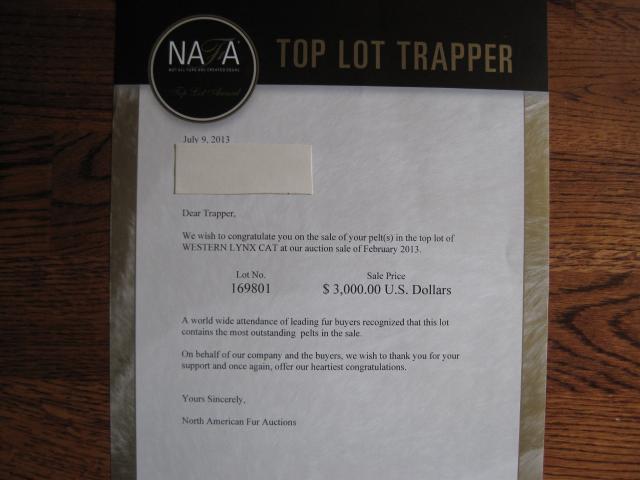 NAFA
NOT ALL FURS ARE CREATED EQUAL
Top Lot Award
TOP LOT TRAPPER
July 9, 2013
Dear Trapper,
We wish to congratulate you on the sale of your pelt(s) in the top lot of
WESTERN LYNX CAT at our auction sale of February 2013.
Lot No. Sale Price
169801 $ 3,000.00 U.S. Dollars
A world wide attendance of leading fur buyers recognized that this lot
contains the most outstanding pelts in the sale.
On behalf of our company and the buyers, we wish to thank you for your
support and once again, offer our heartiest congratulations.
Yours Sincerely,
North American Fur Auctions